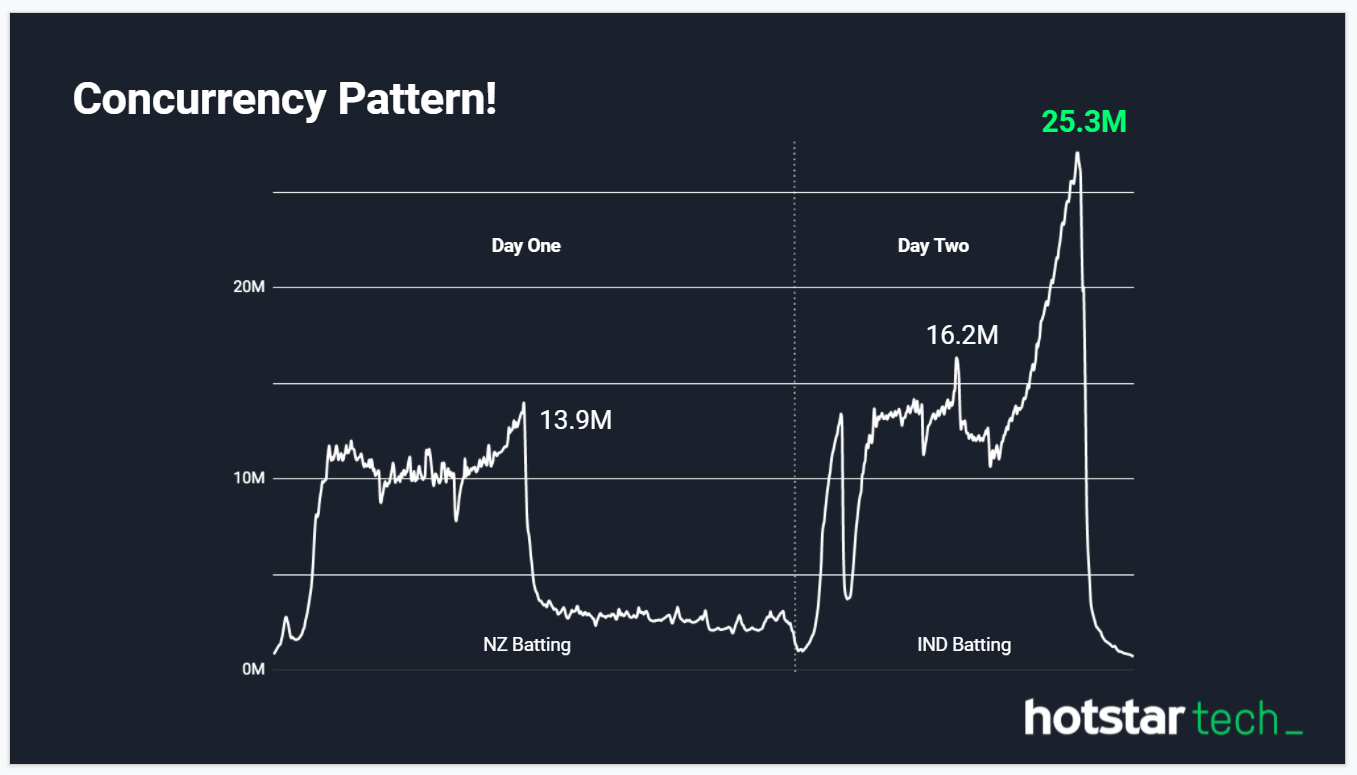 Concurrency Pattern!
25.3M
Day One
Day Two
20M
16.2M
13.9M
10M
NZ Batting
IND Batting
0M
hotstar tech_